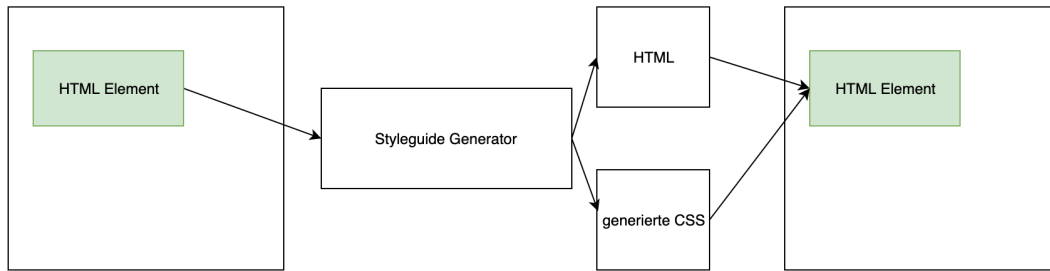 HTML Element
Styleguide Generator
HTML
generierte CSS
HTML Element